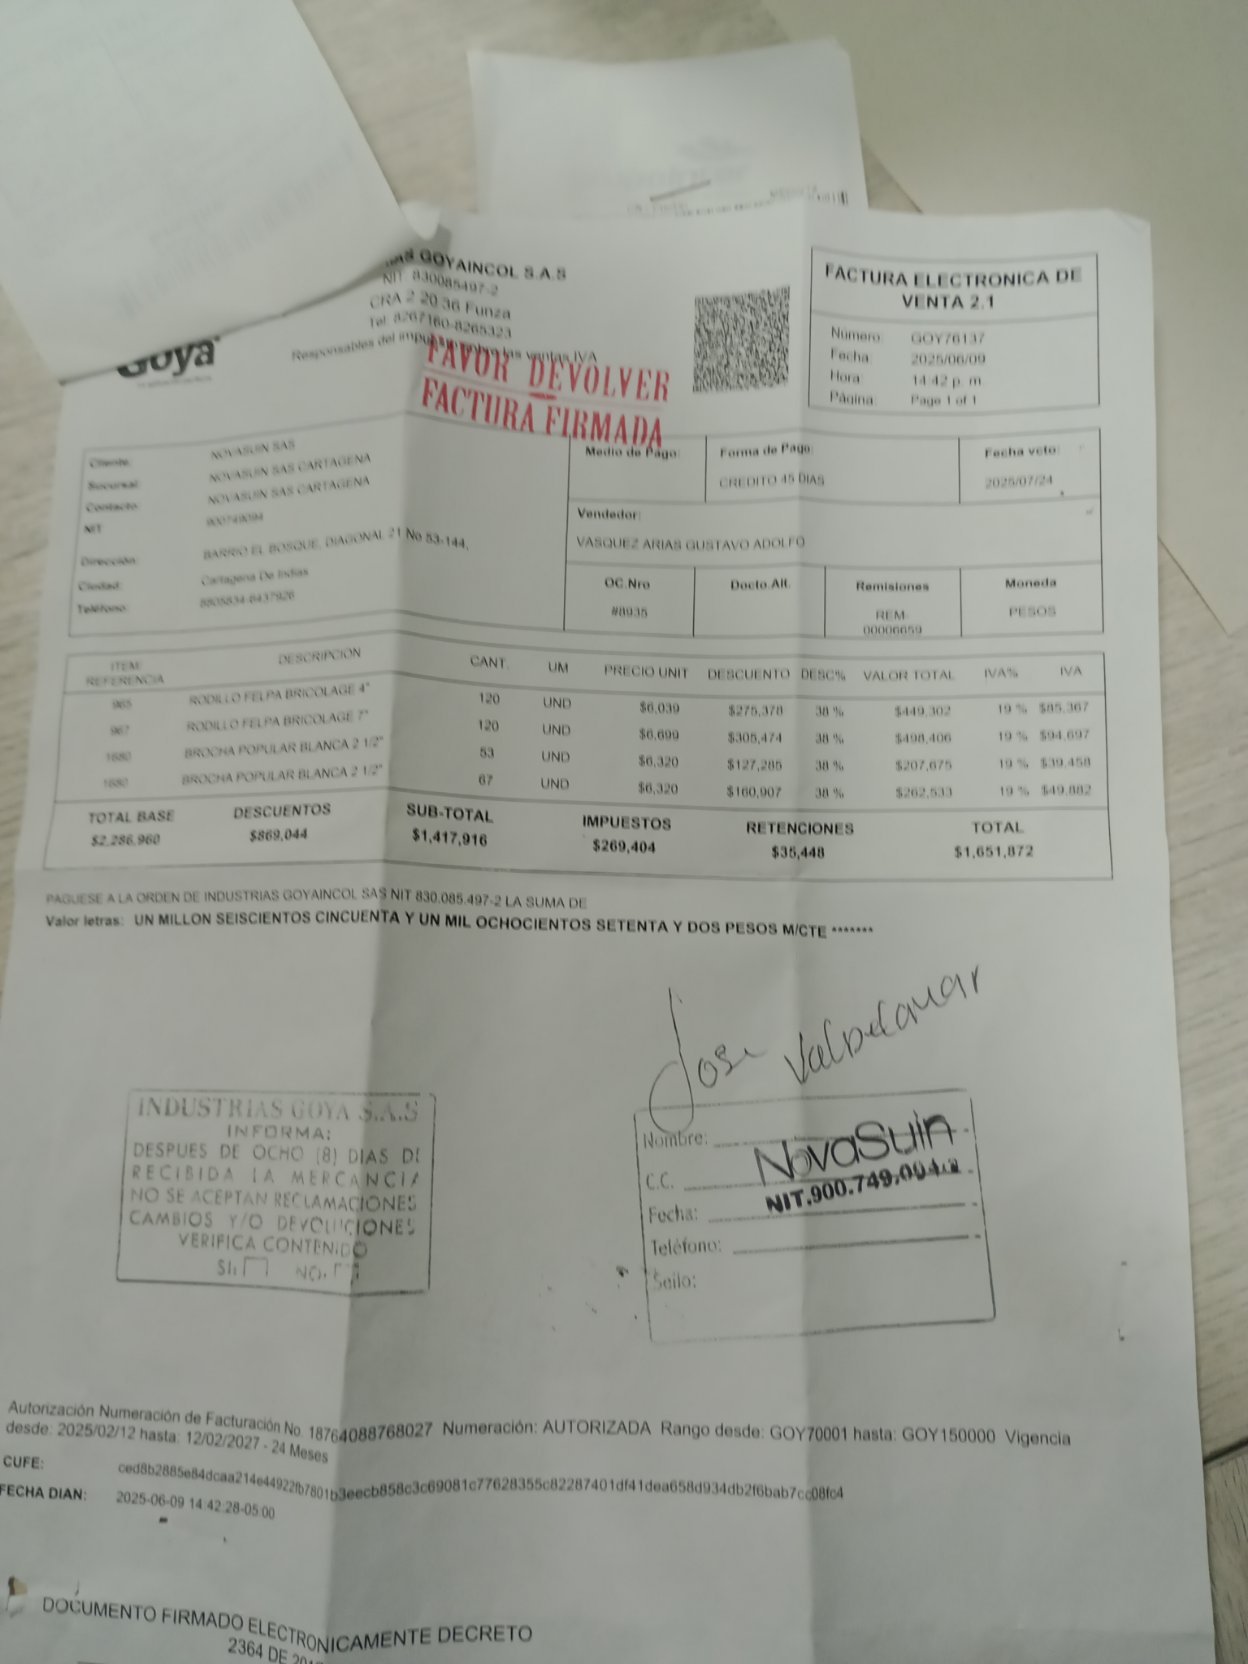 GOYAINCOL S.A.S
NIT. 830085497-2
CRA 2 20 36 Funza
Tel. 8267160-8265323
Responsables del impuesto sobre las ventas IVA
Goya
FAVOR DEVOLVER
FACTURA FIRMADA
FACTURA ELECTRONICA DE
VENTA 2.1
Número: GOY76137
Fecha: 2025/06/09
Hora: 14:42 p. m.
Página: Page 1 of 1
Cliente: NOVASUIN SAS
Sucursal: NOVASUIN SAS CARTAGENA
Contacto: NOVASUIN SAS CARTAGENA
NIT 900749094
Dirección: BARRIO EL BOSQUE, DIAGONAL 21 No 53-144,
Ciudad: Cartagena De Indias
Teléfono: 6805834-6437926
Medio de Pago: Forma de Pago: Fecha vcto:
CREDITO 45 DIAS 2025/07/24
Vendedor:
VASQUEZ ARIAS GUSTAVO ADOLFO
OC.Nro Docto.Alt. Remisiones Moneda
#8935 REM- PESOS
00006659
ITEM REFERENCIA DESCRIPCION CANT. UM PRECIO UNIT DESCUENTO DESC% VALOR TOTAL IVA% IVA
965 RODILLO FELPA BRICOLAGE 4" 120 UND $6,039 $275,378 38 % $449,302 19 % $85,367
967 RODILLO FELPA BRICOLAGE 7" 120 UND $6,699 $305,474 38 % $498,406 19 % $94,697
1680 BROCHA POPULAR BLANCA 2 1/2" 53 UND $6,320 $127,285 38 % $207,675 19 % $39,458
1680 BROCHA POPULAR BLANCA 2 1/2" 67 UND $6,320 $160,907 38 % $262,533 19 % $49,882
TOTAL BASE DESCUENTOS SUB-TOTAL IMPUESTOS RETENCIONES TOTAL
$2,286,960 $869,044 $1,417,916 $269,404 $35,448 $1,651,872
PAGUESE A LA ORDEN DE INDUSTRIAS GOYAINCOL SAS NIT 830.085.497-2 LA SUMA DE
Valor letras: UN MILLON SEISCIENTOS CINCUENTA Y UN MIL OCHOCIENTOS SETENTA Y DOS PESOS M/CTE *******
Jose Valdelamar
INDUSTRIAS GOYA S.A.S
INFORMA:
DESPUES DE OCHO (8) DIAS DE
RECIBIDA LA MERCANCIA
NO SE ACEPTAN RECLAMACIONES
CAMBIOS Y/O DEVOLUCIONES
VERIFICA CONTENIDO
SI: NO:
Nombre:
NovaSuin
C.C.
NIT.900.749.094
Fecha:
Teléfono:
Sello:
Autorización Numeración de Facturación No. 18764088768027 Numeración: AUTORIZADA Rango desde: GOY70001 hasta: GOY150000 Vigencia
desde: 2025/02/12 hasta: 12/02/2027 - 24 Meses
CUFE: ced8b2885e84dcaa214e44922fb7801b3eecb858c3c69081c77628355c82287401df41dea658d934db2f6bab7cc08fc4
FECHA DIAN: 2025-06-09 14:42:28-05:00
DOCUMENTO FIRMADO ELECTRONICAMENTE DECRETO
2364 DE